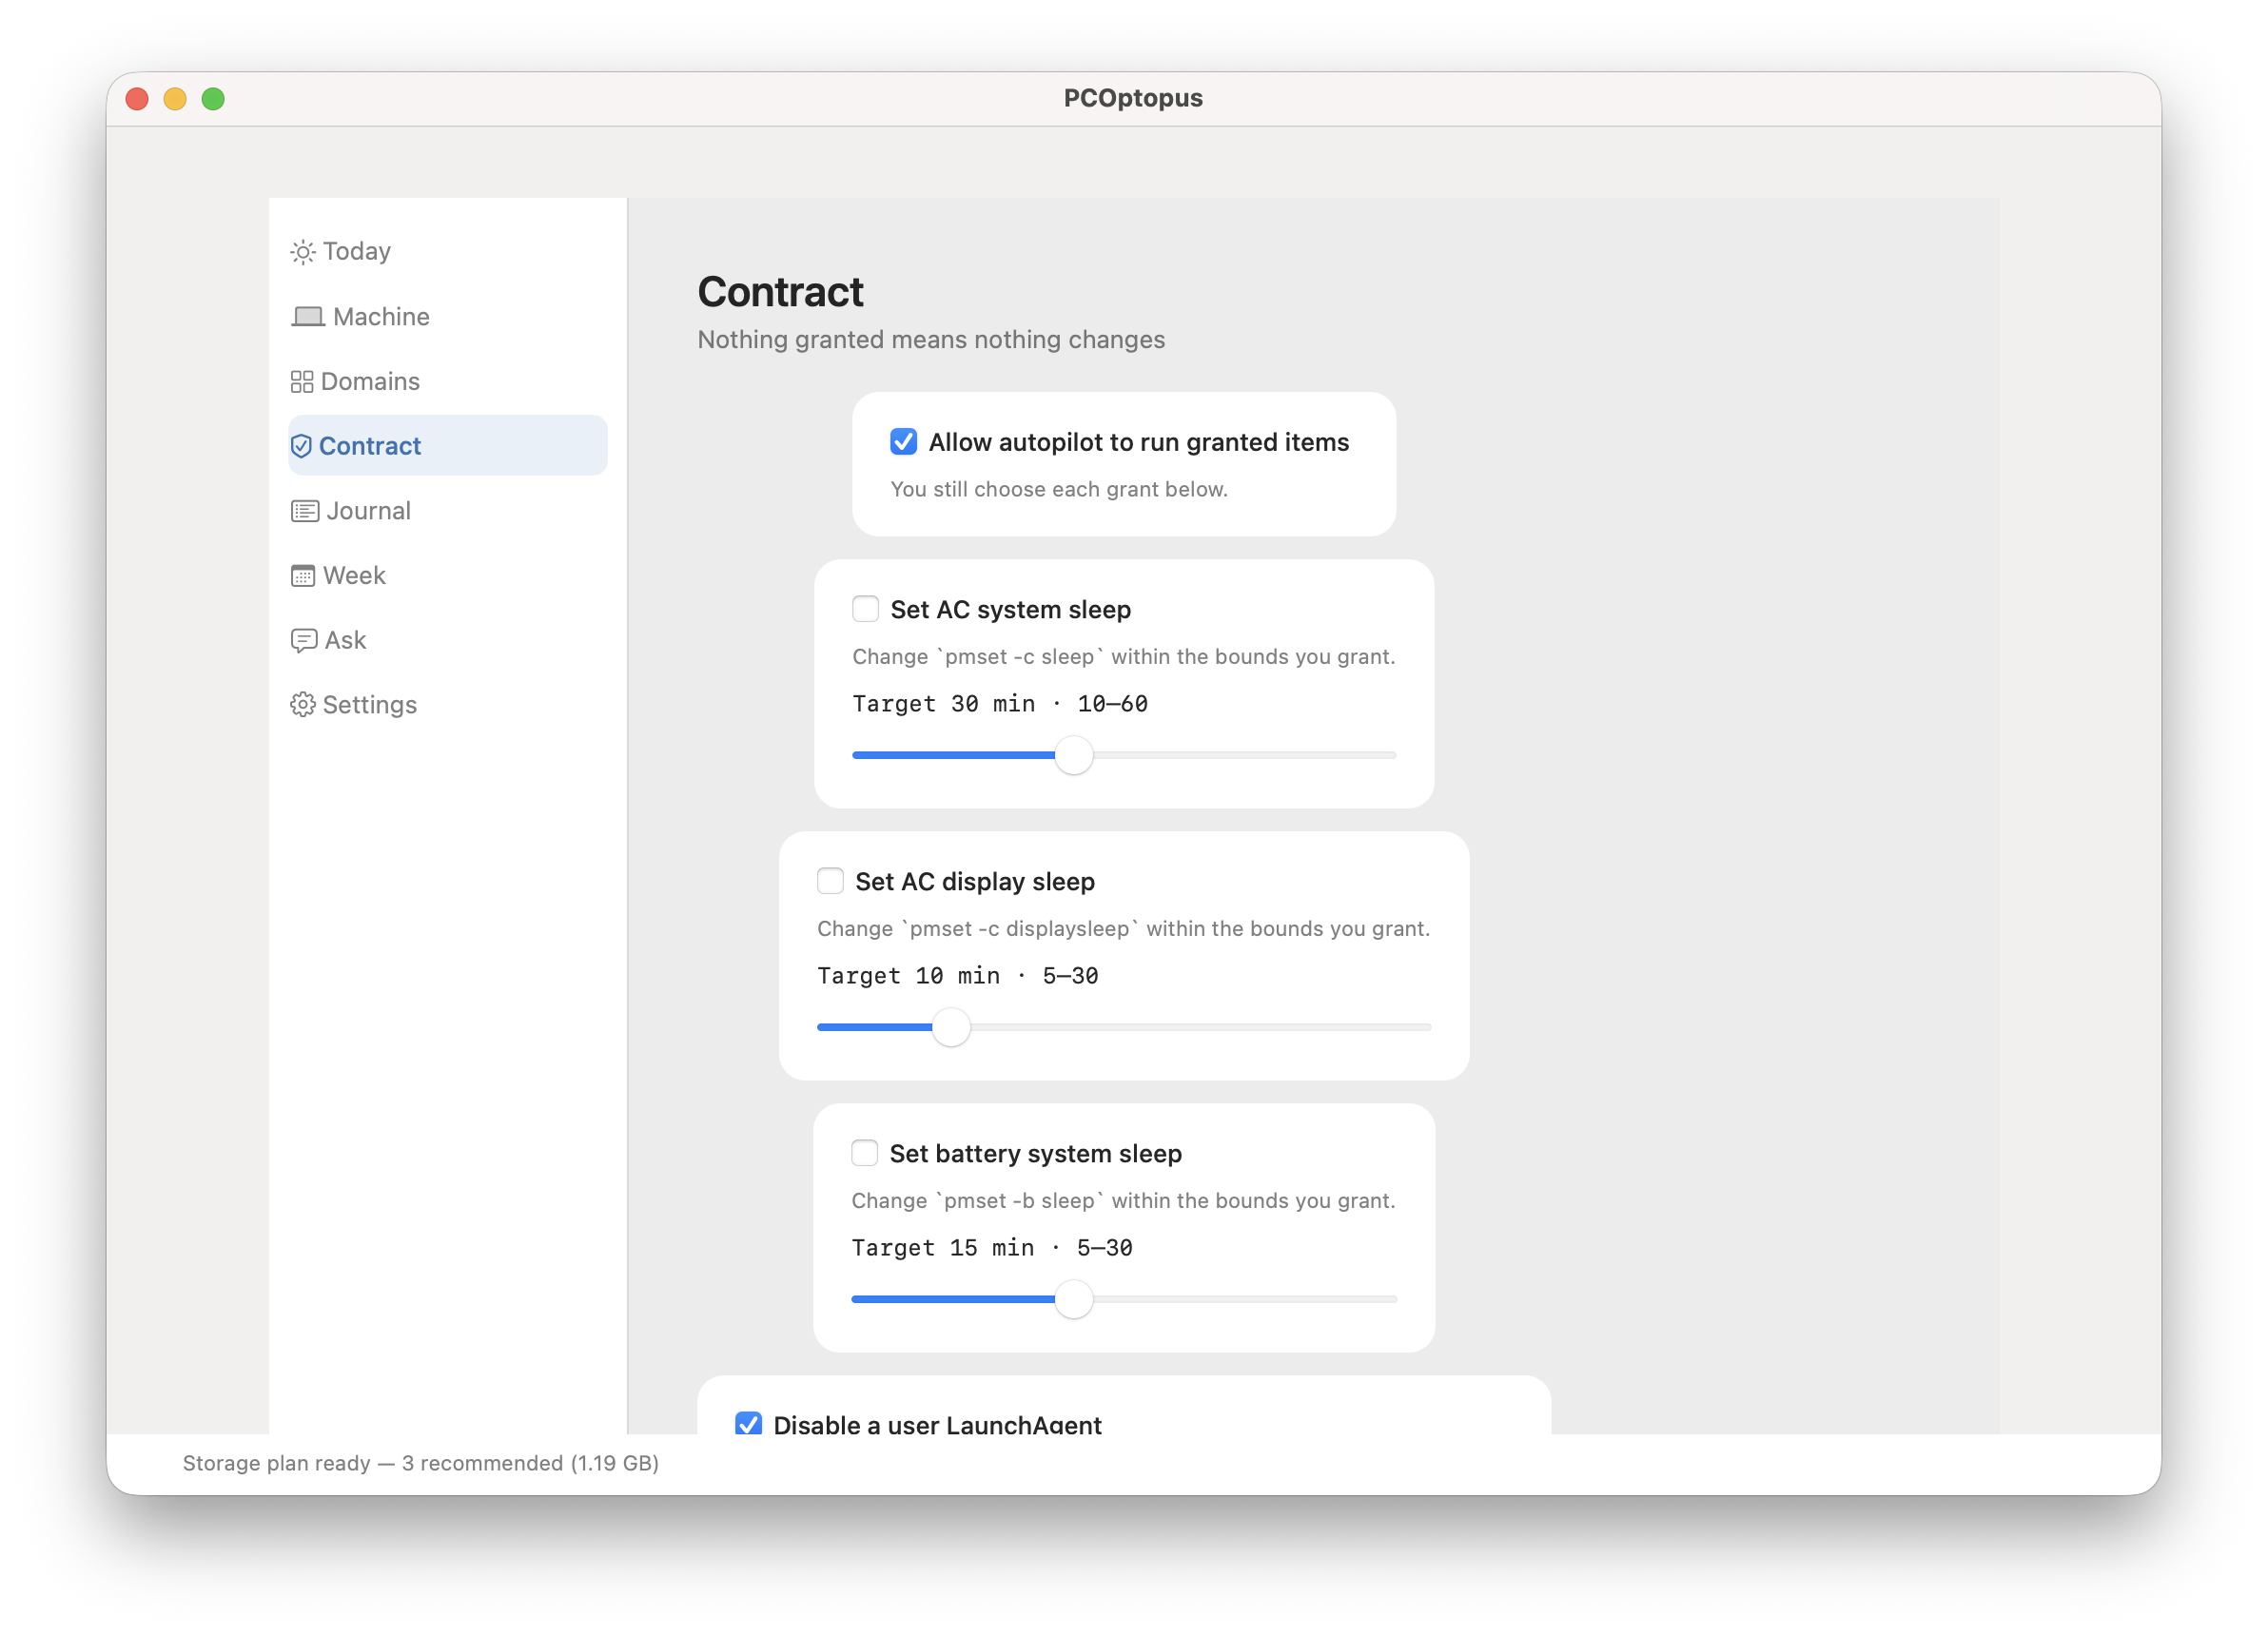 PCOptopus
Today
Machine
Domains
Contract
Journal
Week
Ask
Settings
Contract
Nothing granted means nothing changes
Allow autopilot to run granted items
You still choose each grant below.
Set AC system sleep
Change `pmset -c sleep` within the bounds you grant.
Target 30 min · 10–60
Set AC display sleep
Change `pmset -c displaysleep` within the bounds you grant.
Target 10 min · 5–30
Set battery system sleep
Change `pmset -b sleep` within the bounds you grant.
Target 15 min · 5–30
Disable a user LaunchAgent
Storage plan ready — 3 recommended (1.19 GB)